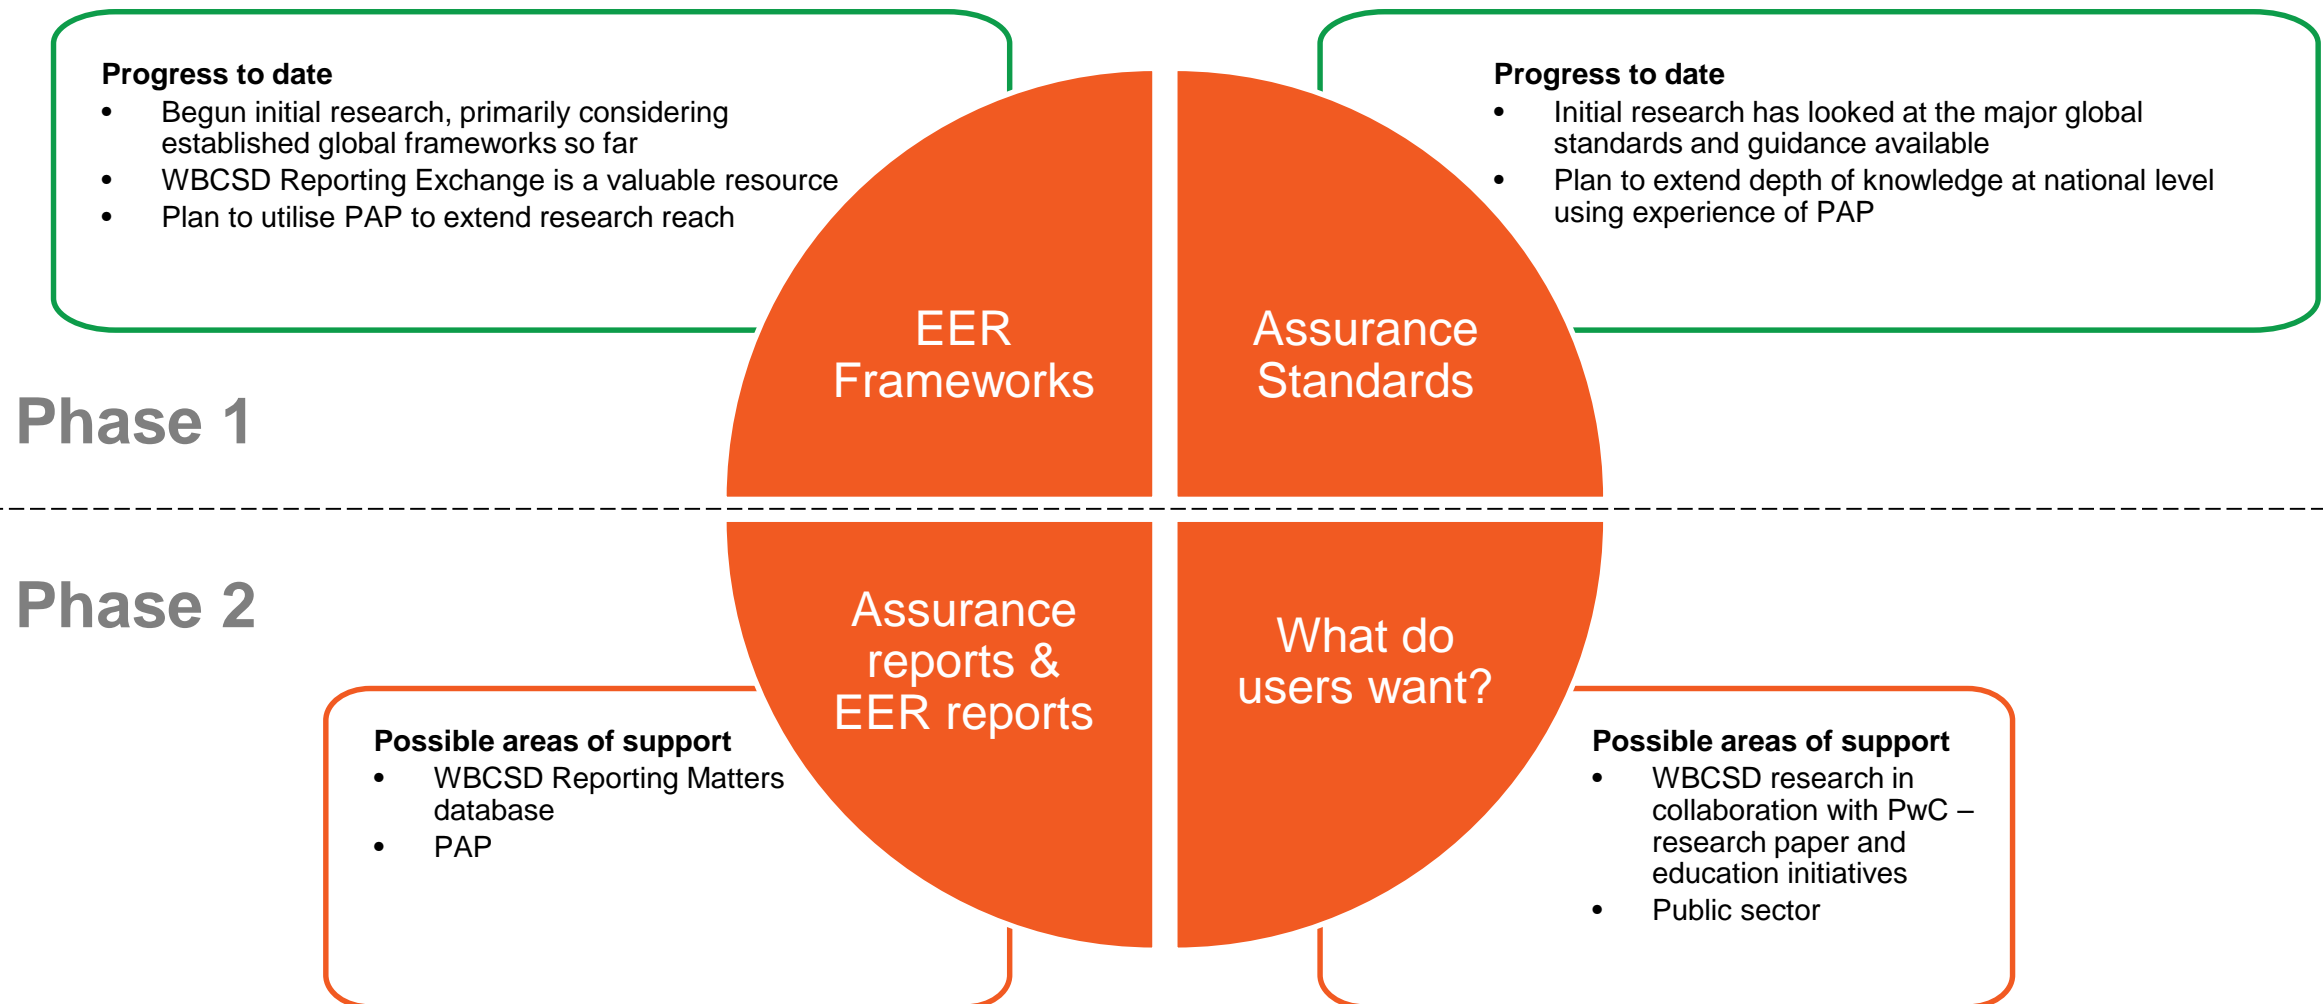 Progress to date
• Begun initial research, primarily considering
established global frameworks so far
• WBCSD Reporting Exchange is a valuable resource
• Plan to utilise PAP to extend research reach
Progress to date
• Initial research has looked at the major global
standards and guidance available
• Plan to extend depth of knowledge at national level
using experience of PAP
EER
Frameworks
Assurance
Standards
Phase 1
Phase 2
Assurance
reports &
EER reports
What do
users want?
Possible areas of support
• WBCSD Reporting Matters
database
• PAP
Possible areas of support
• WBCSD research in
collaboration with PwC –
research paper and
education initiatives
• Public sector